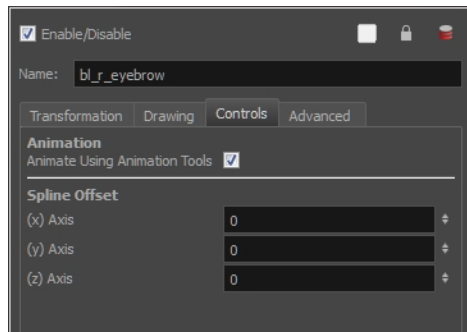 Enable/Disable
Name: bl_r_eyebrow
Transformation Drawing Controls Advanced
Animation
Animate Using Animation Tools
Spline Offset
(x) Axis 0
(y) Axis 0
(z) Axis 0